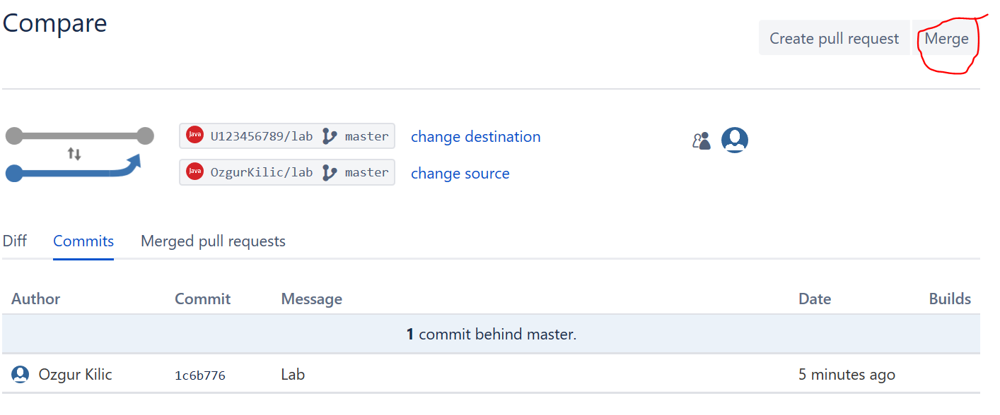 Compare
Create pull request Merge
Java U123456789/lab master change destination
Java OzgurKilic/lab master change source
Diff Commits Merged pull requests
Author Commit Message Date Builds
1 commit behind master.
Ozgur Kilic 1c6b776 Lab 5 minutes ago